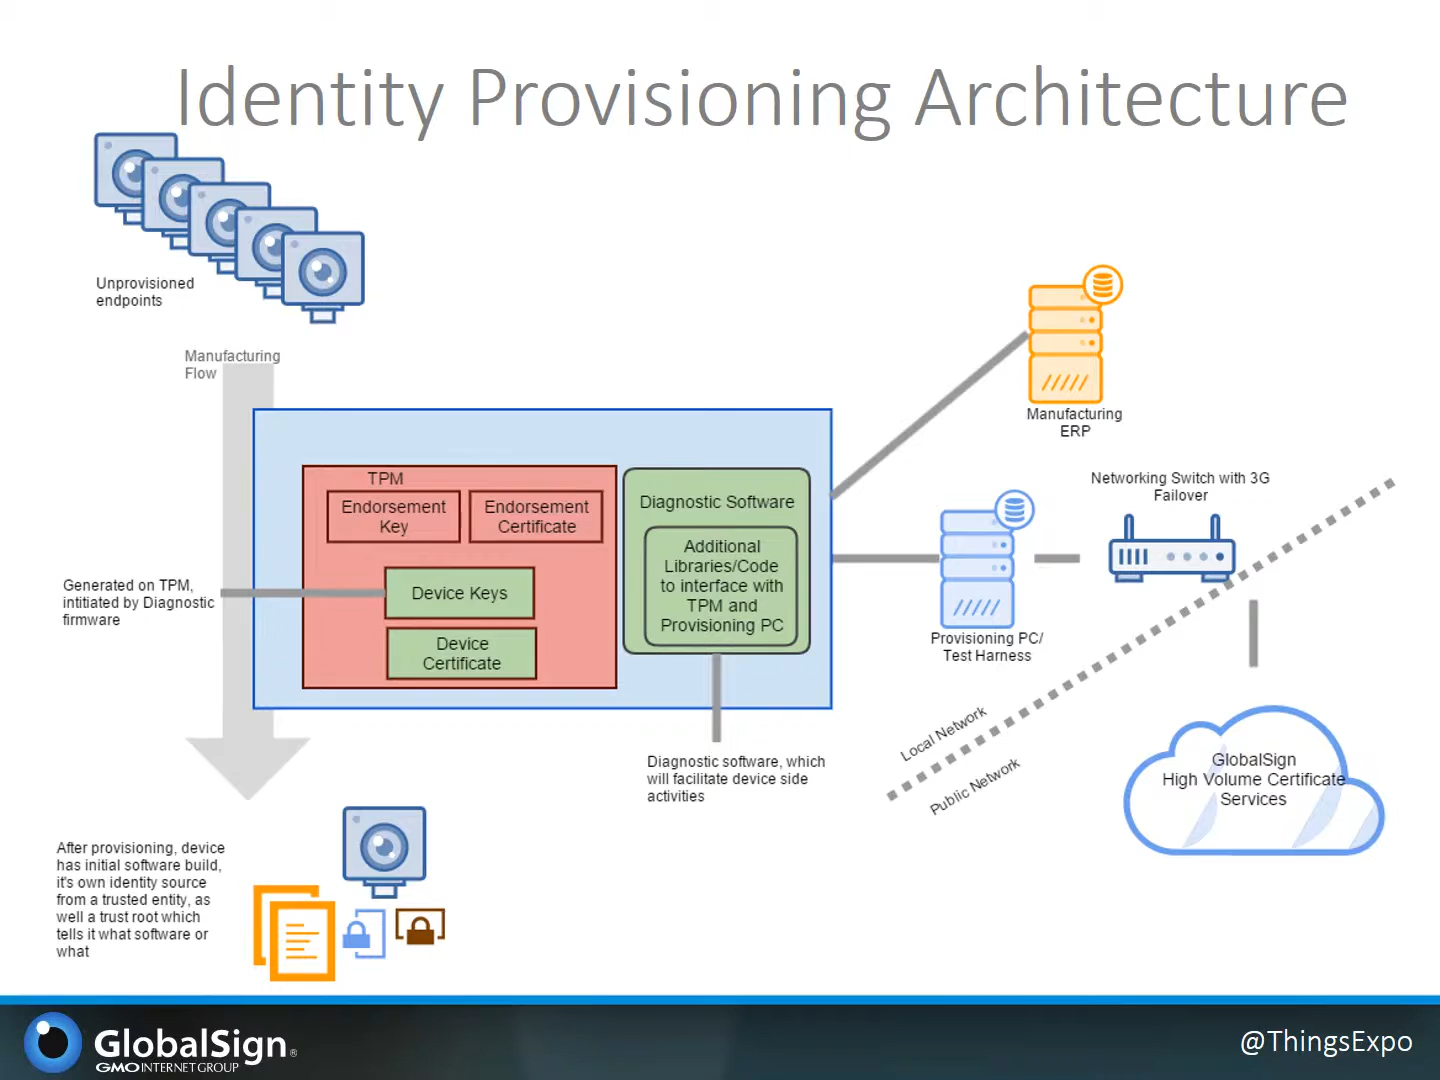 Identity Provisioning Architecture
Unprovisioned
endpoints
Manufacturing
Flow
Manufacturing
ERP
TPM
Endorsement
Key
Endorsement
Certificate
Device Keys
Device
Certificate
Diagnostic Software
Additional
Libraries/Code
to interface with
TPM and
Provisioning PC
Networking Switch with 3G
Failover
Generated on TPM,
intitiated by Diagnostic
firmware
Provisioning PC/
Test Harness
Local Network
Public Network
Diagnostic software, which
will facilitate device side
activities
GlobalSign
High Volume Certificate
Services
After provisioning, device
has initial software build,
it's own identity source
from a trusted entity, as
well a trust root which
tells it what software or
what
GlobalSign®
GMO INTERNET GROUP
@ThingsExpo